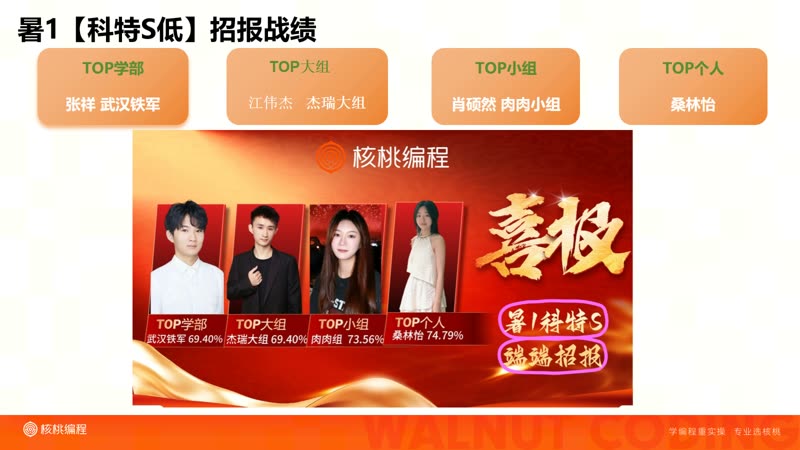 暑1【科特S低】招报战绩
TOP学部
张祥 武汉铁军
TOP大组
江伟杰 杰瑞大组
TOP小组
肖硕然 肉肉小组
TOP个人
桑林怡
核桃编程
喜报
TOP学部
武汉铁军 69.40%
TOP大组
杰瑞大组 69.40%
TOP小组
肉肉组 73.56%
TOP个人
桑林怡 74.79%
暑1科特S
端端招报
核桃编程
WALNUT CODING
学编程重实操 专业选核桃